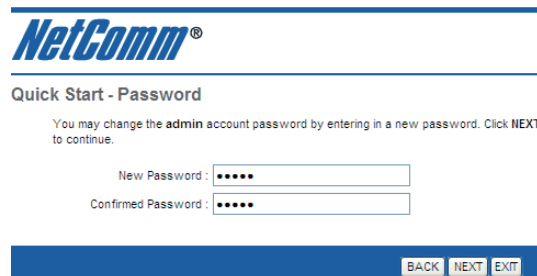 NetComm®
Quick Start - Password
You may change the admin account password by entering in a new password. Click NEXT
to continue.
New Password : •••••
Confirmed Password : •••••
BACK NEXT EXIT